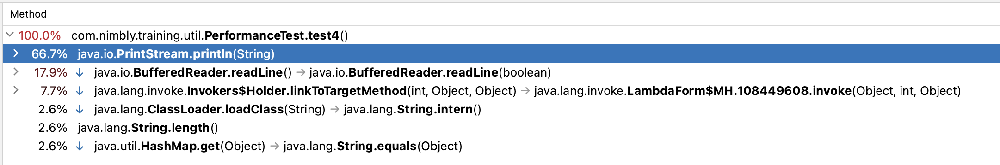 Method
100.0% com.nimbly.training.util.PerformanceTest.test4()
66.7% java.io.PrintStream.println(String)
17.9% ↓ java.io.BufferedReader.readLine() → java.io.BufferedReader.readLine(boolean)
7.7% ↓ java.lang.invoke.Invokers$Holder.linkToTargetMethod(int, Object, Object) → java.lang.invoke.LambdaForm$MH.108449608.invoke(Object, int, Object)
2.6% ↓ java.lang.ClassLoader.loadClass(String) → java.lang.String.intern()
2.6% java.lang.String.length()
2.6% ↓ java.util.HashMap.get(Object) → java.lang.String.equals(Object)